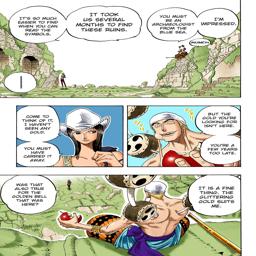 IT'S SO MUCH
EASIER TO FIND
WHEN YOU
CAN READ THE
SYMBOLS.
IT TOOK
US SEVERAL
MONTHS TO FIND
THESE RUINS.
YOU MUST
BE AN
ARCHAEOLOGIST
FROM THE
BLUE SEA.
I'M
IMPRESSED.
MUNCH
COME TO
THINK OF IT,
I HAVEN'T
SEEN ANY
GOLD.
YOU MUST
HAVE
CARRIED IT
AWAY.
BUT THE
GOLD YOU'RE
LOOKING FOR
ISN'T HERE.
YOU'RE A
FEW YEARS
TOO LATE.
WAS THAT
ALSO TRUE
FOR THE
GOLDEN BELL
THAT WAS
HERE?
IT IS A FINE
THING. THE
GLITTERING
GOLD SUITS
ME.